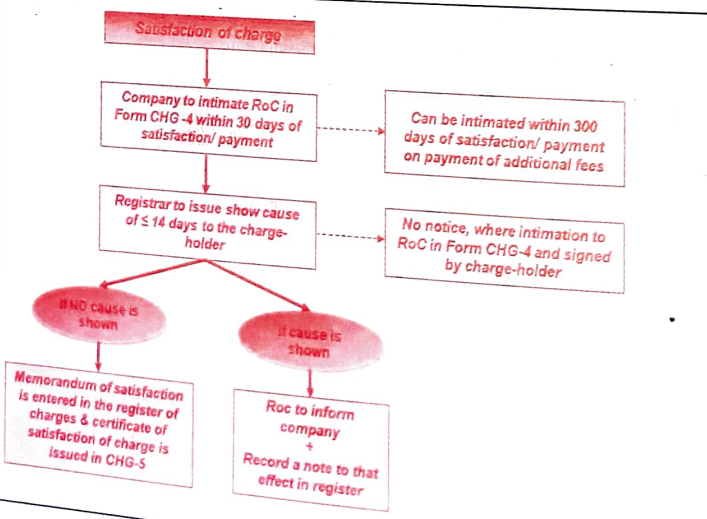 Satisfaction of charge
Company to intimate RoC in
Form CHG -4 within 30 days of
satisfaction/ payment
Can be intimated within 300
days of satisfaction/ payment
on payment of additional fees
Registrar to issue show cause
of ≤ 14 days to the charge-
holder
No notice, where intimation to
RoC in Form CHG-4 and signed
by charge-holder
If NO cause is
shown
If cause is
shown
Memorandum of satisfaction
is entered in the register of
charges & certificate of
satisfaction of charge is
issued in CHG-5
Roc to inform
company
+
Record a note to that
effect in register